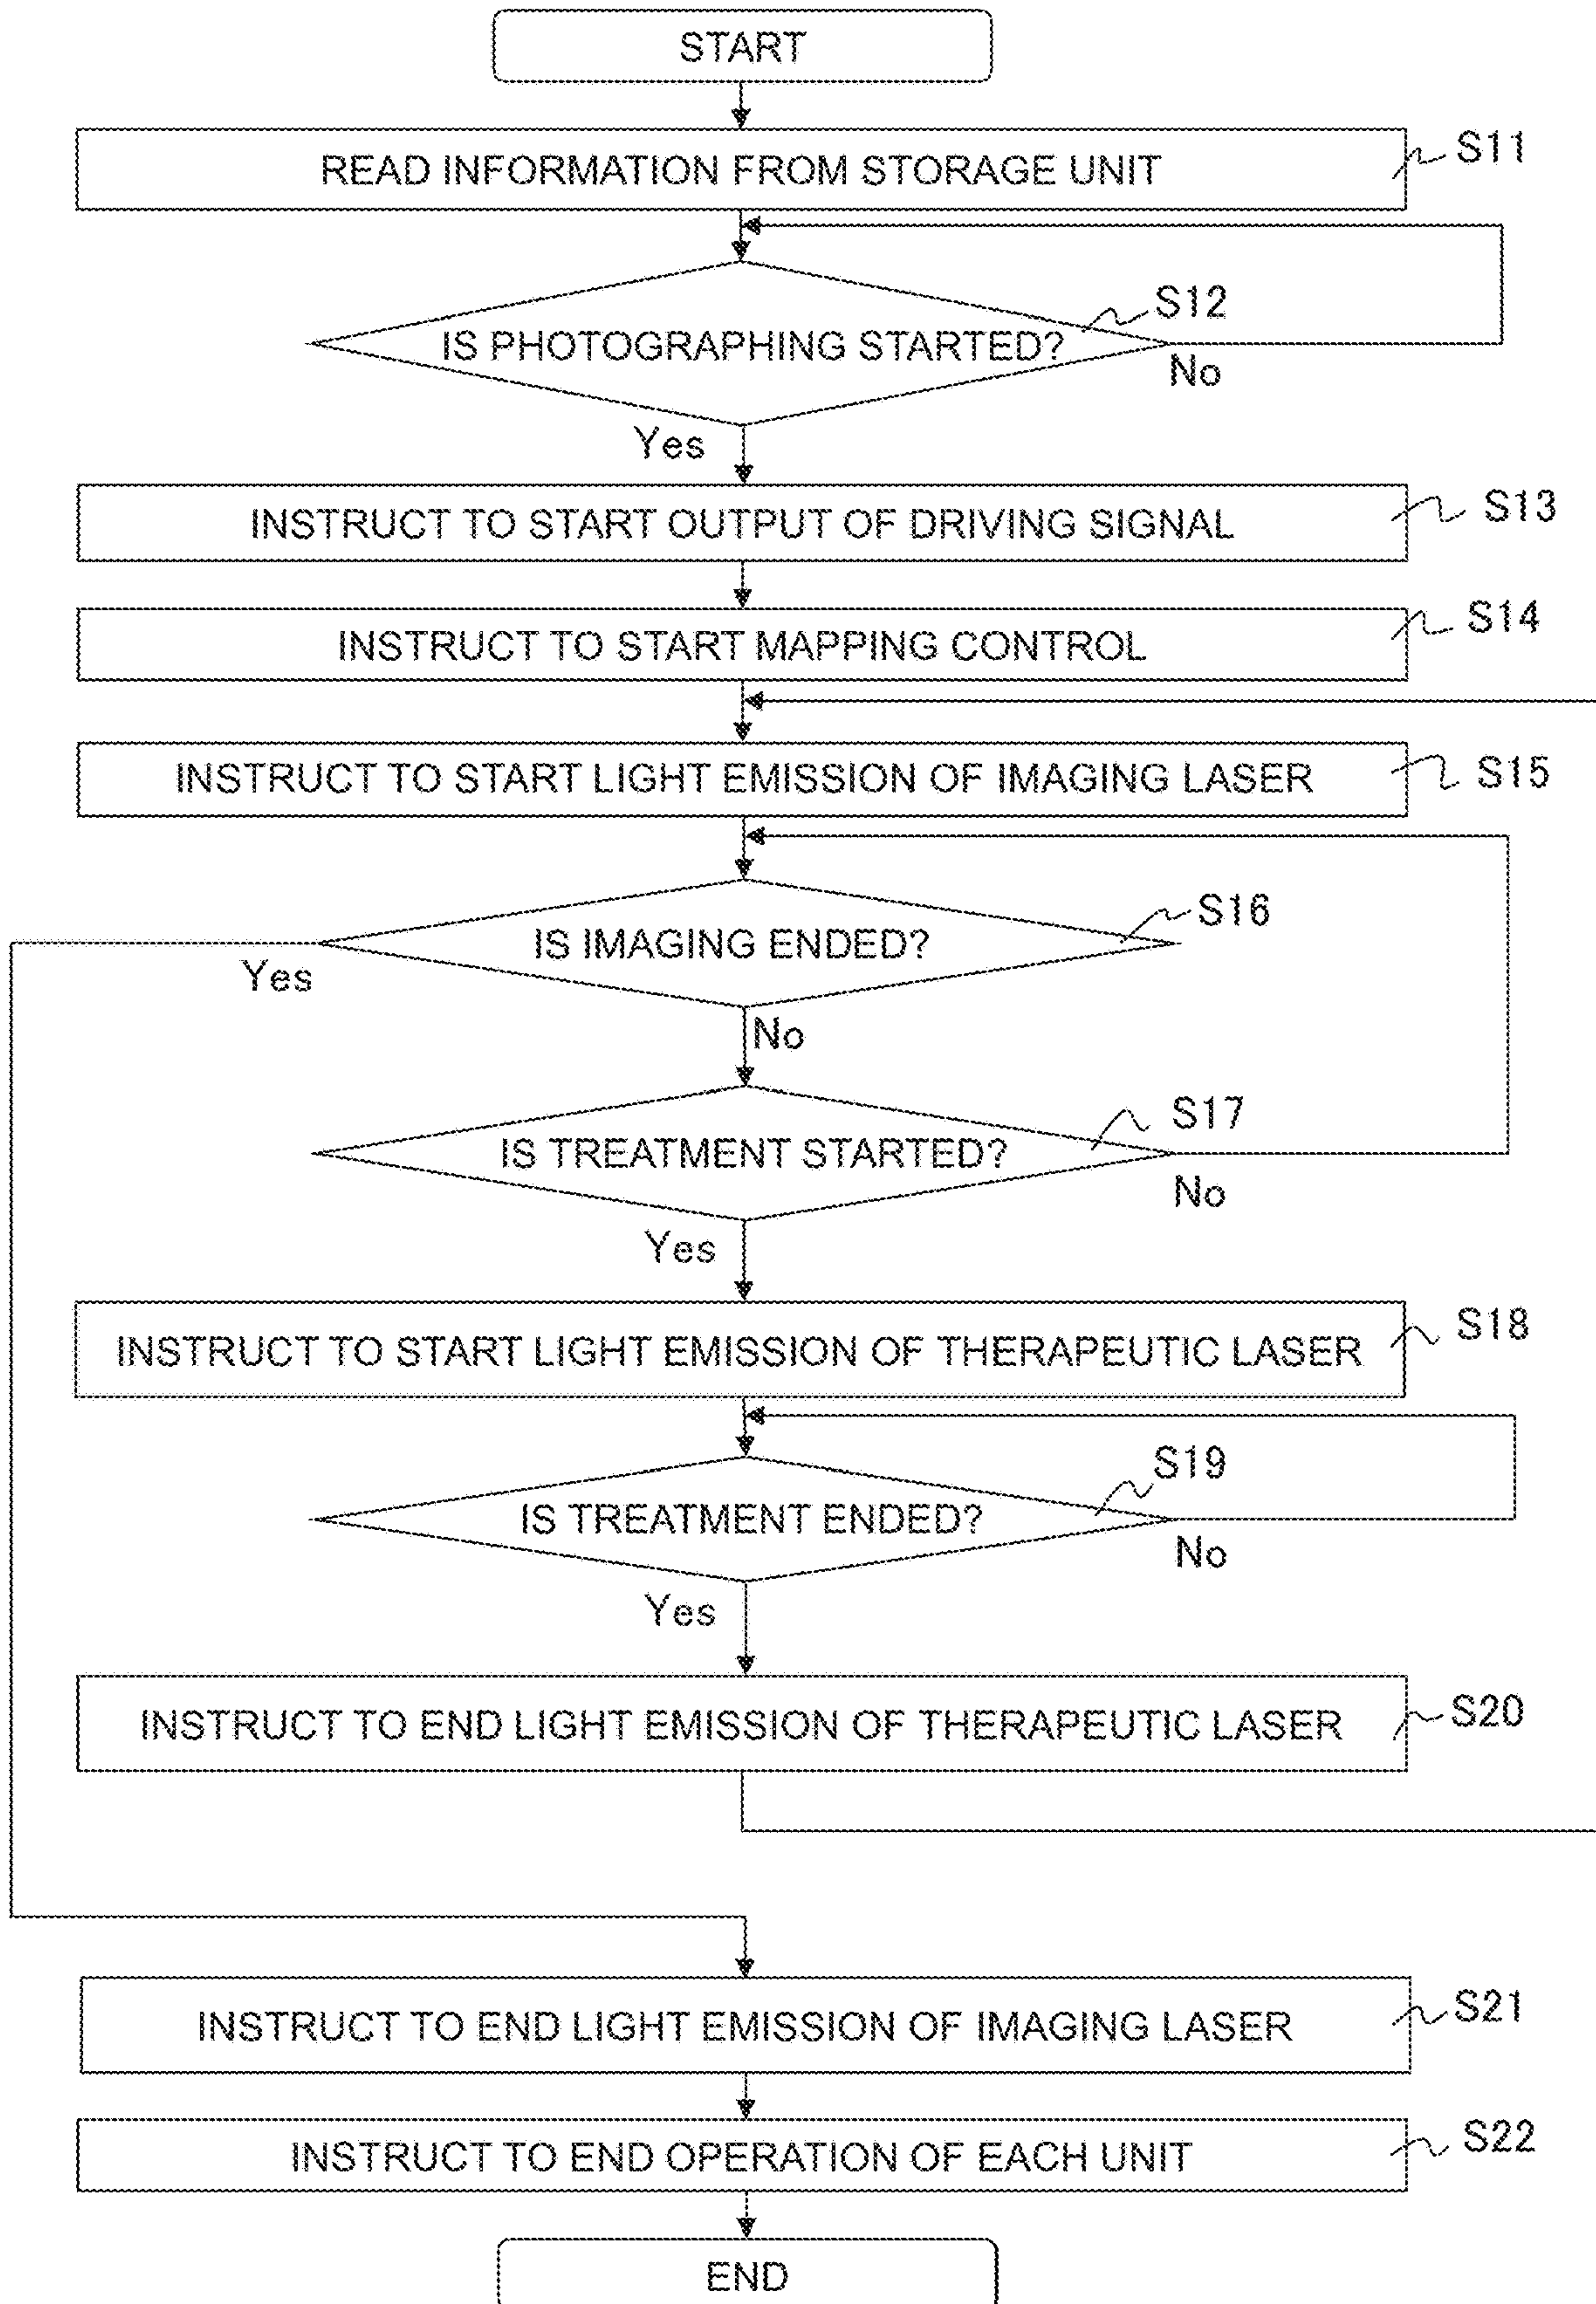 START
READ INFORMATION FROM STORAGE UNIT
S11
IS PHOTOGRAPHING STARTED?
S12
No
Yes
INSTRUCT TO START OUTPUT OF DRIVING SIGNAL
S13
INSTRUCT TO START MAPPING CONTROL
S14
INSTRUCT TO START LIGHT EMISSION OF IMAGING LASER
S15
IS IMAGING ENDED?
S16
Yes
No
IS TREATMENT STARTED?
S17
No
Yes
INSTRUCT TO START LIGHT EMISSION OF THERAPEUTIC LASER
S18
IS TREATMENT ENDED?
S19
No
Yes
INSTRUCT TO END LIGHT EMISSION OF THERAPEUTIC LASER
S20
INSTRUCT TO END LIGHT EMISSION OF IMAGING LASER
S21
INSTRUCT TO END OPERATION OF EACH UNIT
S22
END